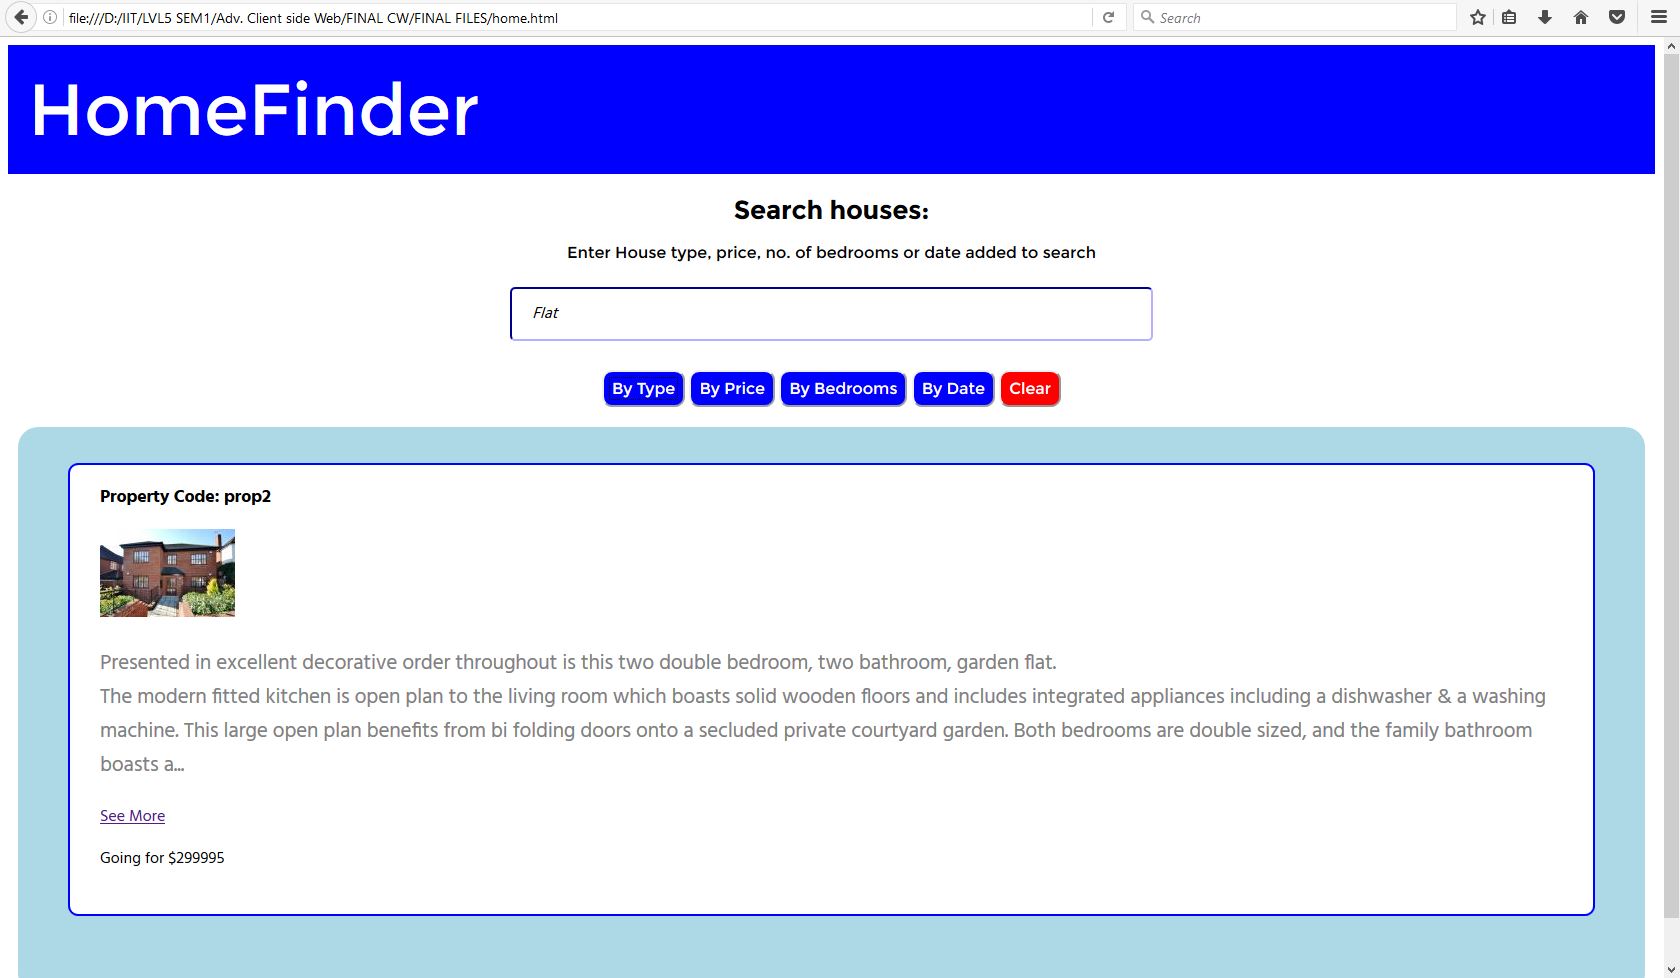 file:///D:/IIT/LVL5 SEM1/Adv. Client side Web/FINAL CW/FINAL FILES/home.html
Search
HomeFinder
Search houses:
Enter House type, price, no. of bedrooms or date added to search
Flat
By Type By Price By Bedrooms By Date Clear
Property Code: prop2
Presented in excellent decorative order throughout is this two double bedroom, two bathroom, garden flat.
The modern fitted kitchen is open plan to the living room which boasts solid wooden floors and includes integrated appliances including a dishwasher & a washing
machine. This large open plan benefits from bi folding doors onto a secluded private courtyard garden. Both bedrooms are double sized, and the family bathroom
boasts a...
See More
Going for $299995